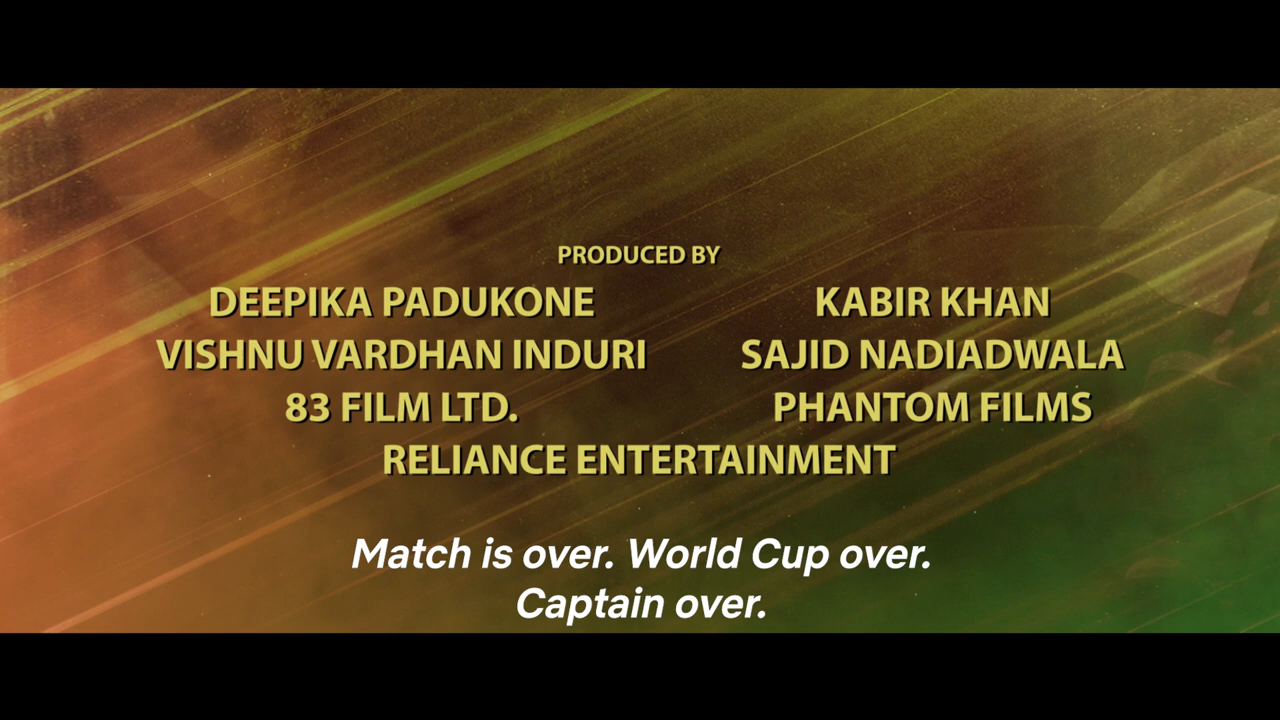 PRODUCED BY
DEEPIKA PADUKONE KABIR KHAN
VISHNU VARDHAN INDURI SAJID NADIADWALA
83 FILM LTD. PHANTOM FILMS
RELIANCE ENTERTAINMENT
Match is over. World Cup over.
Captain over.